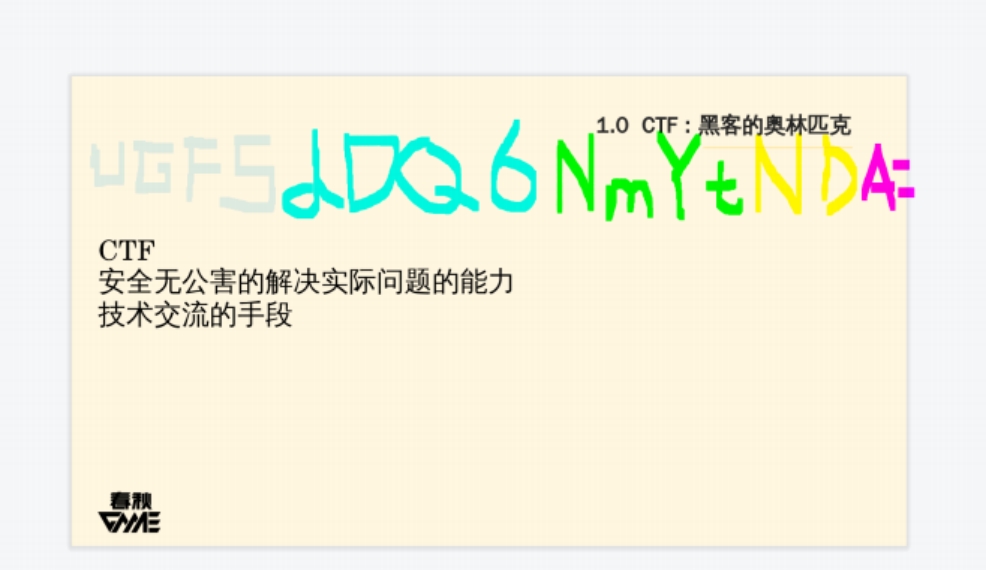 1.0 CTF：黑客的奥林匹克
UGFSdDQ6NmYtNDA=
CTF
安全无公害的解决实际问题的能力
技术交流的手段
春秋
GAME